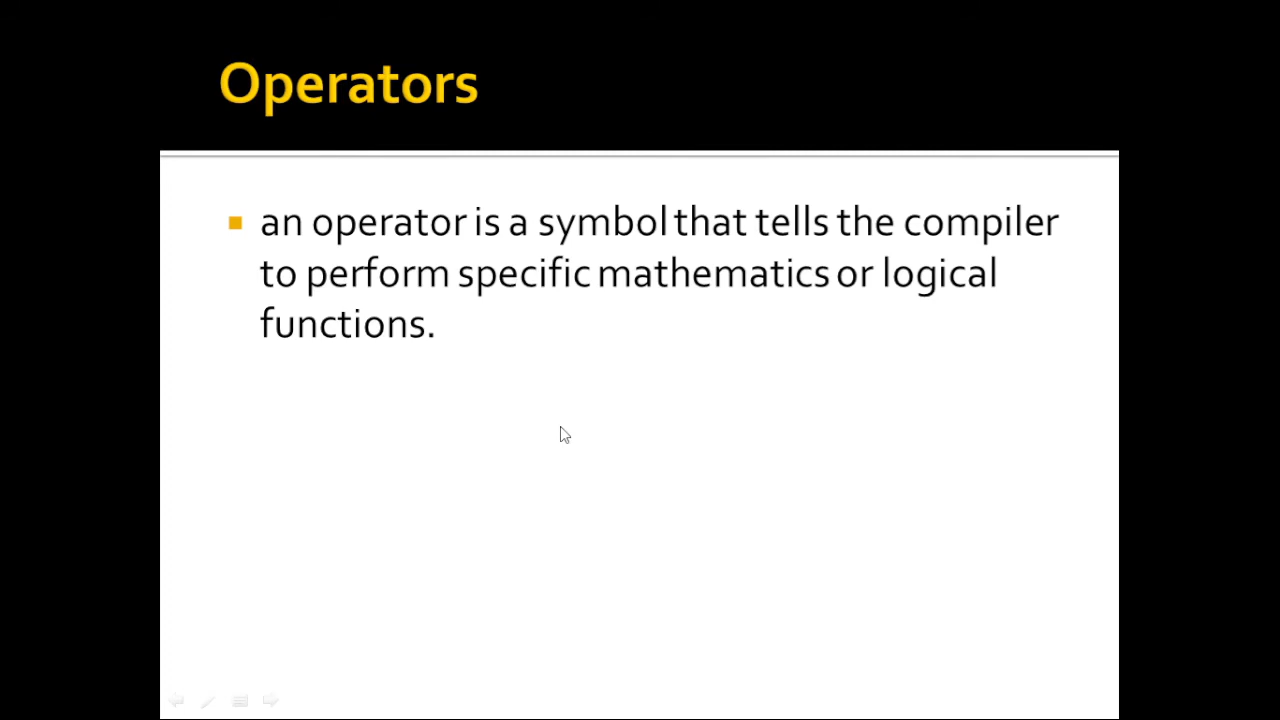 Operators
an operator is a symbol that tells the compiler
to perform specific mathematics or logical
functions.